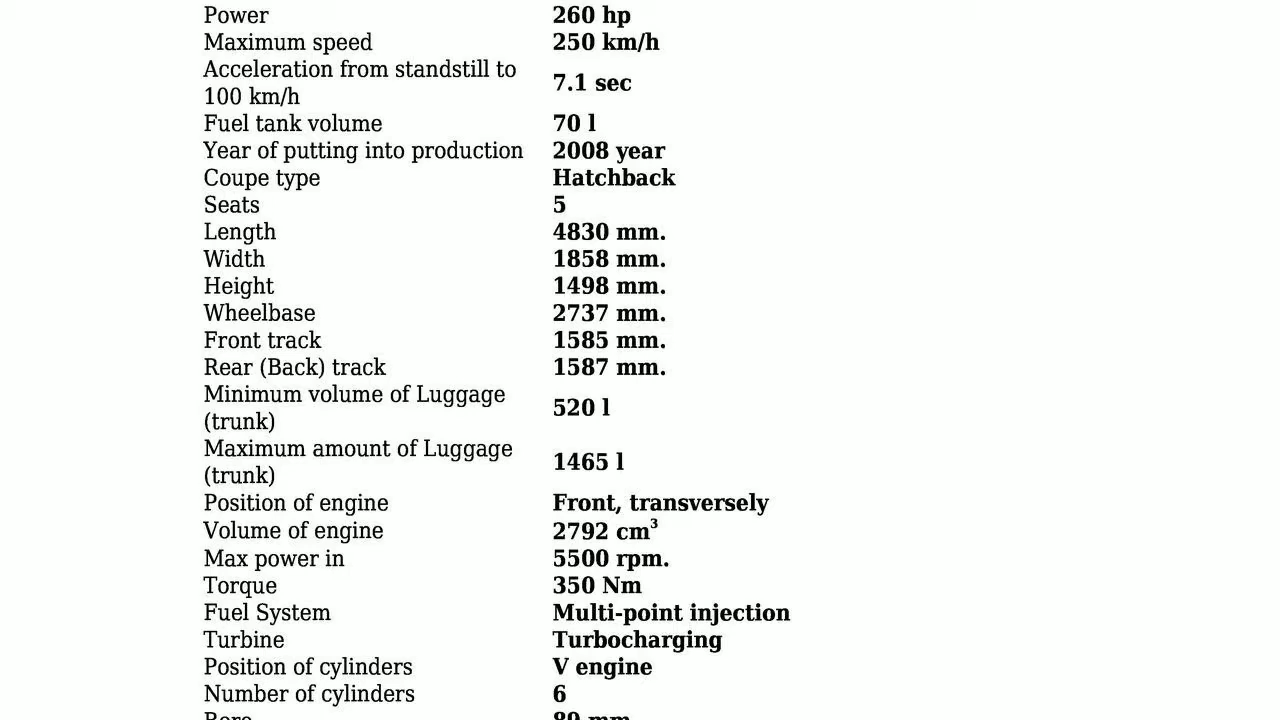 Power 260 hp
Maximum speed 250 km/h
Acceleration from standstill to
100 km/h 7.1 sec
Fuel tank volume 70 l
Year of putting into production 2008 year
Coupe type Hatchback
Seats 5
Length 4830 mm.
Width 1858 mm.
Height 1498 mm.
Wheelbase 2737 mm.
Front track 1585 mm.
Rear (Back) track 1587 mm.
Minimum volume of Luggage
(trunk) 520 l
Maximum amount of Luggage
(trunk) 1465 l
Position of engine Front, transversely
Volume of engine 2792 cm³
Max power in 5500 rpm.
Torque 350 Nm
Fuel System Multi-point injection
Turbine Turbocharging
Position of cylinders V engine
Number of cylinders 6
Bore 89 mm